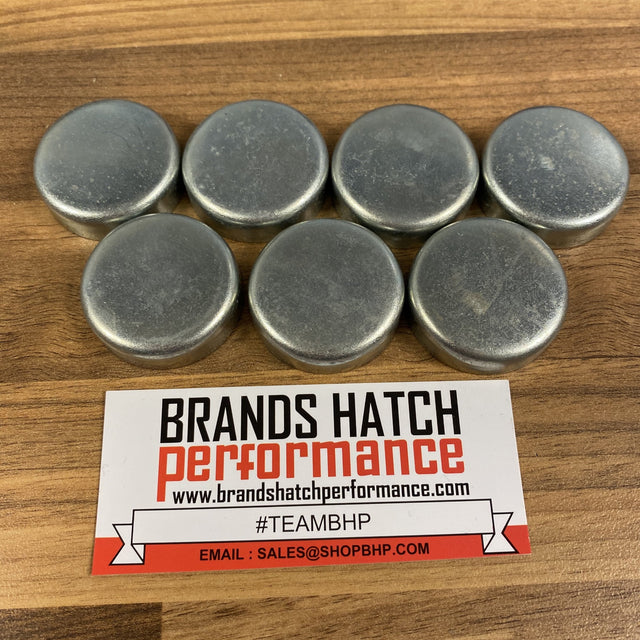 BRANDS HATCH
performance
www.brandshatchperformance.com
#TEAMBHP
EMAIL : SALES@SHOPBHP.COM